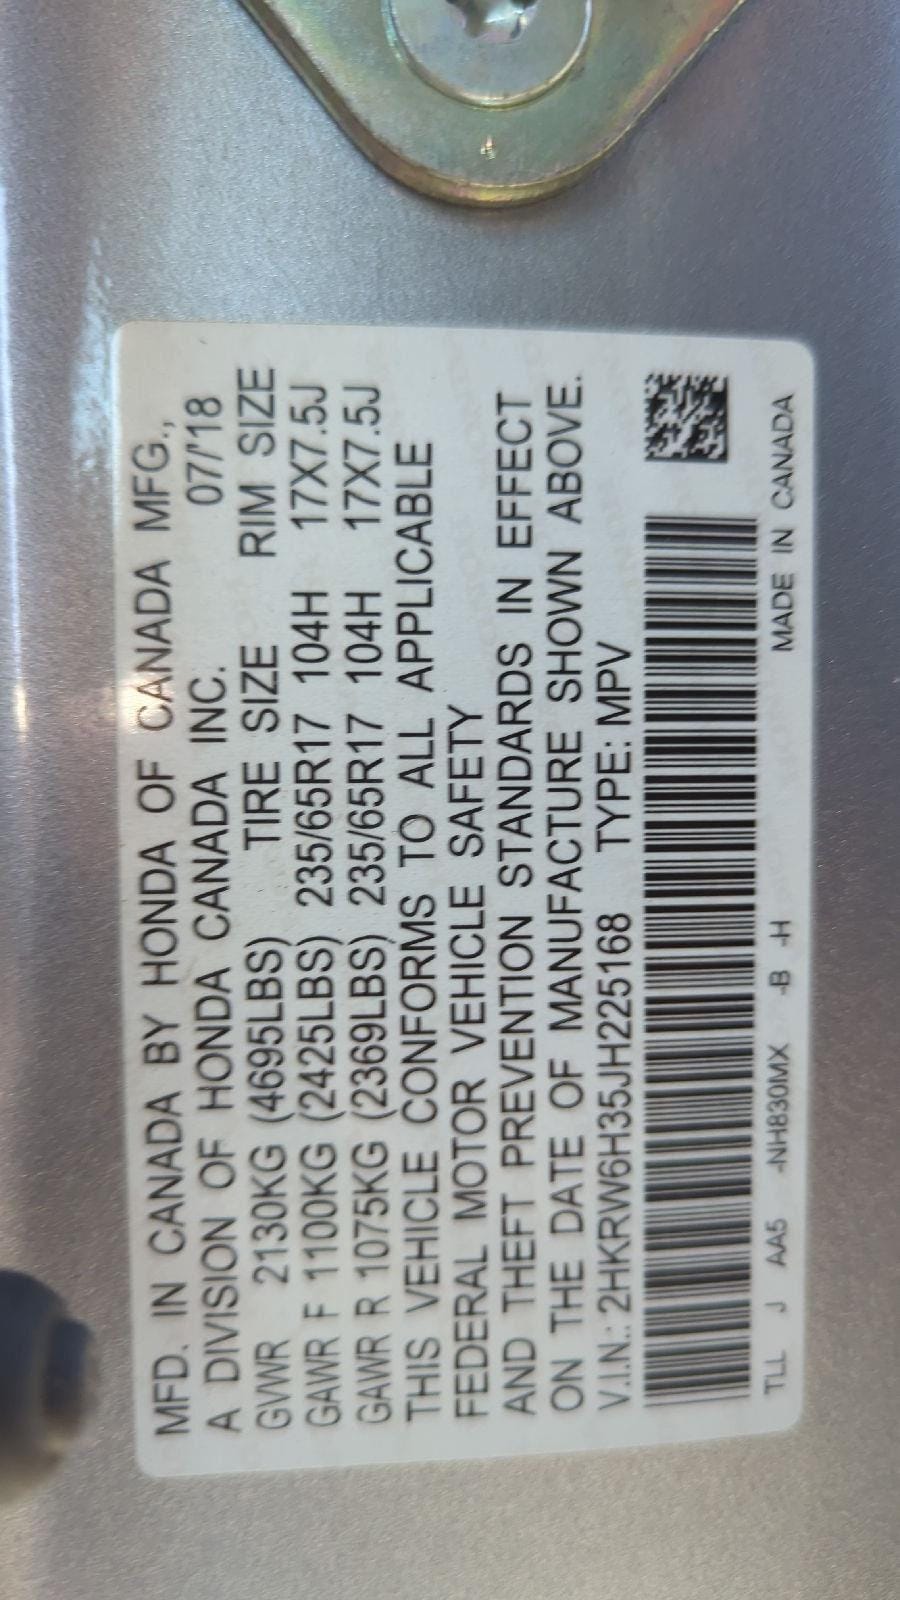 MFD. IN CANADA BY HONDA OF CANADA MFG.,
A DIVISION OF HONDA CANADA INC. 07/'18
GVWR 2130KG (4695LBS) TIRE SIZE RIM SIZE
GAWR F 1100KG (2425LBS) 235/65R17 104H 17X7.5J
GAWR R 1075KG (2369LBS) 235/65R17 104H 17X7.5J
THIS VEHICLE CONFORMS TO ALL APPLICABLE
FEDERAL MOTOR VEHICLE SAFETY
AND THEFT PREVENTION STANDARDS IN EFFECT
ON THE DATE OF MANUFACTURE SHOWN ABOVE.
V.I.N.: 2HKRW6H35JH225168 TYPE: MPV
TLL J AA5 -NH830MX -B -H MADE IN CANADA